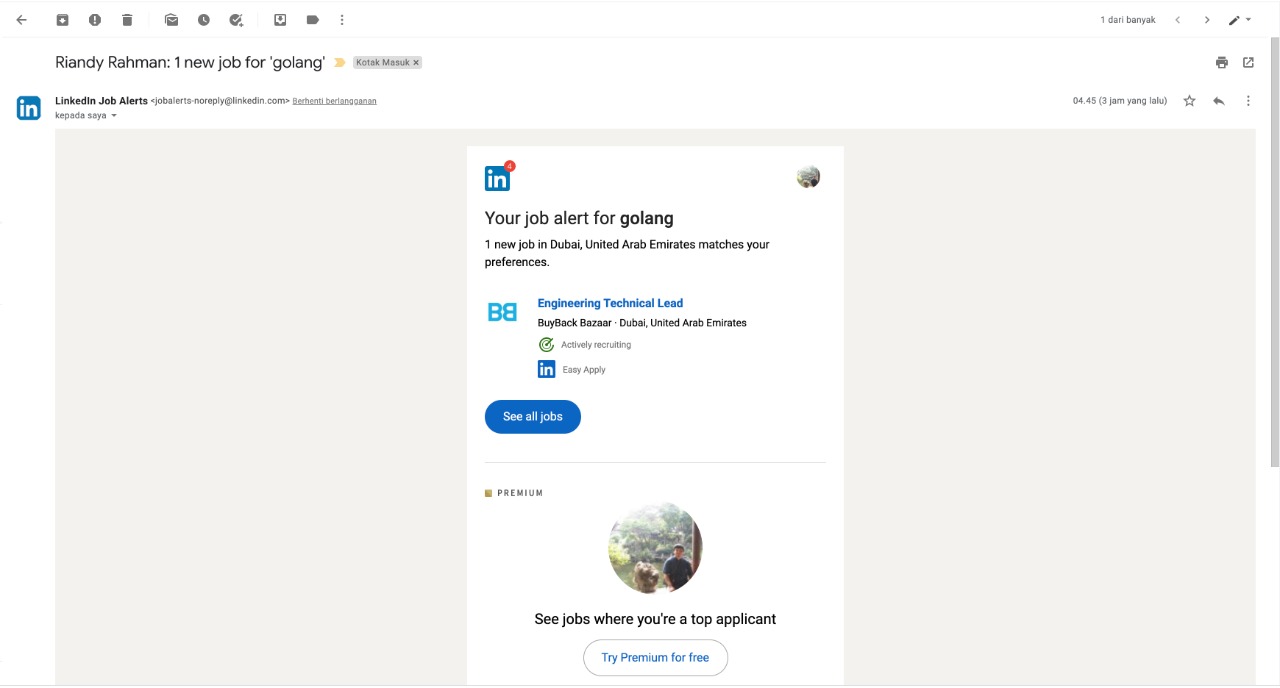 1 dari banyak
Riandy Rahman: 1 new job for 'golang' Kotak Masuk ×
LinkedIn Job Alerts <jobalerts-noreply@linkedin.com> Berhenti berlangganan
04.45 (3 jam yang lalu)
kepada saya
in 4
Your job alert for golang
1 new job in Dubai, United Arab Emirates matches your
preferences.
BB
Engineering Technical Lead
BuyBack Bazaar · Dubai, United Arab Emirates
Actively recruiting
in Easy Apply
See all jobs
PREMIUM
See jobs where you're a top applicant
Try Premium for free